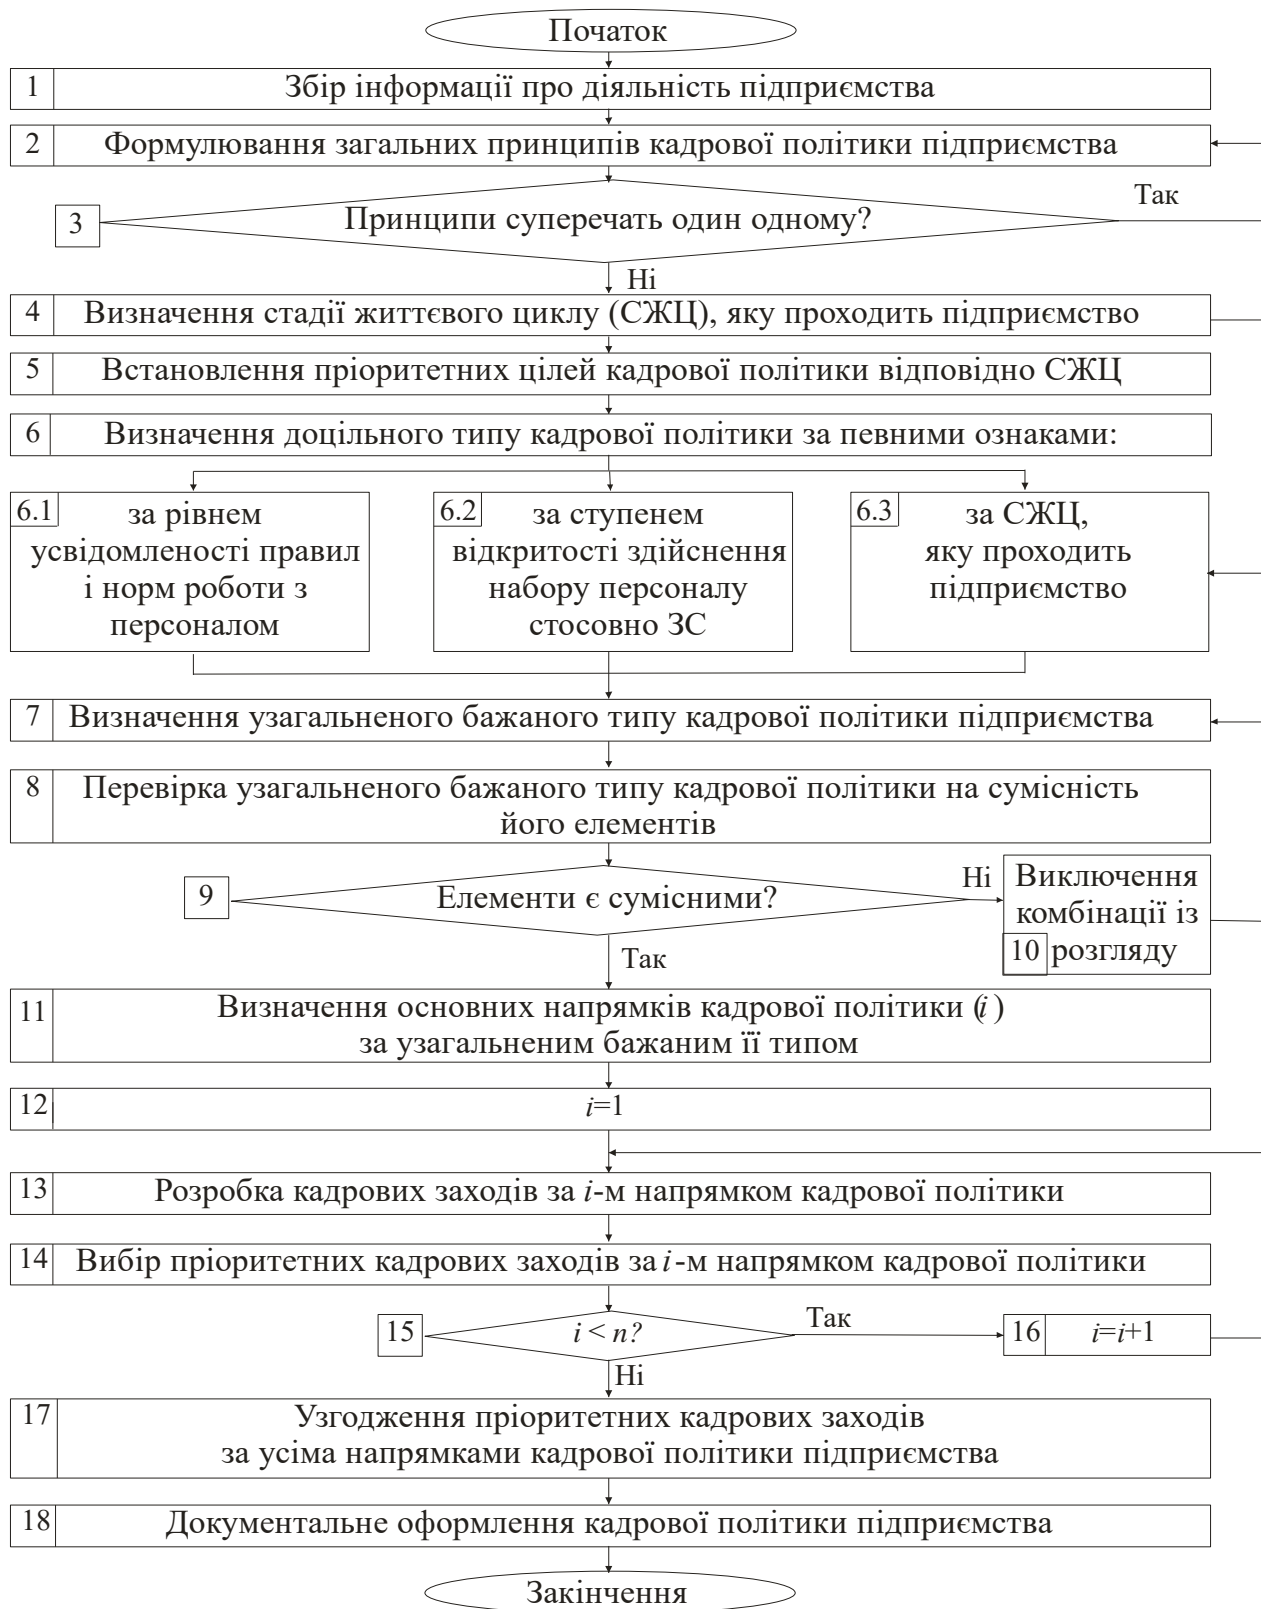 Початок
1 Збір інформації про діяльність підприємства
2 Формулювання загальних принципів кадрової політики підприємства
Так
3 Принципи суперечать один одному?
Ні
4 Визначення стадії життєвого циклу (СЖЦ), яку проходить підприємство
5 Встановлення пріоритетних цілей кадрової політики відповідно СЖЦ
6 Визначення доцільного типу кадрової політики за певними ознаками:
6.1 за рівнем
усвідомленості правил
і норм роботи з
персоналом
6.2 за ступенем
відкритості здійснення
набору персоналу
стосовно ЗС
6.3 за СЖЦ,
яку проходить
підприємство
7 Визначення узагальненого бажаного типу кадрової політики підприємства
8 Перевірка узагальненого бажаного типу кадрової політики на сумісність
його елементів
9 Елементи є сумісними?
Ні
Виключення
комбінації із
10 розгляду
Так
11 Визначення основних напрямків кадрової політики (i)
за узагальненим бажаним її типом
12 i=1
13 Розробка кадрових заходів за i-м напрямком кадрової політики
14 Вибір пріоритетних кадрових заходів за i-м напрямком кадрової політики
15 i < n?
Так
16 i=i+1
Ні
17 Узгодження пріоритетних кадрових заходів
за усіма напрямками кадрової політики підприємства
18 Документальне оформлення кадрової політики підприємства
Закінчення